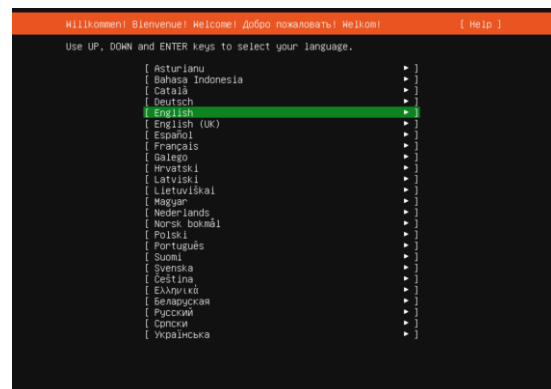 Willkommen! Bienvenue! Welcome! Добро пожаловать! Welkom! [ Help ]
Use UP, DOWN and ENTER keys to select your language.
[ Asturianu ► ]
[ Bahasa Indonesia ► ]
[ Català ► ]
[ Deutsch ► ]
[ English ► ]
[ English (UK) ► ]
[ Español ► ]
[ Français ► ]
[ Galego ► ]
[ Hrvatski ► ]
[ Latviski ► ]
[ Lietuviškai ► ]
[ Magyar ► ]
[ Nederlands ► ]
[ Norsk bokmål ► ]
[ Polski ► ]
[ Português ► ]
[ Suomi ► ]
[ Svenska ► ]
[ Čeština ► ]
[ Ελληνικά ► ]
[ Беларуская ► ]
[ Русский ► ]
[ Српски ► ]
[ Українська ► ]